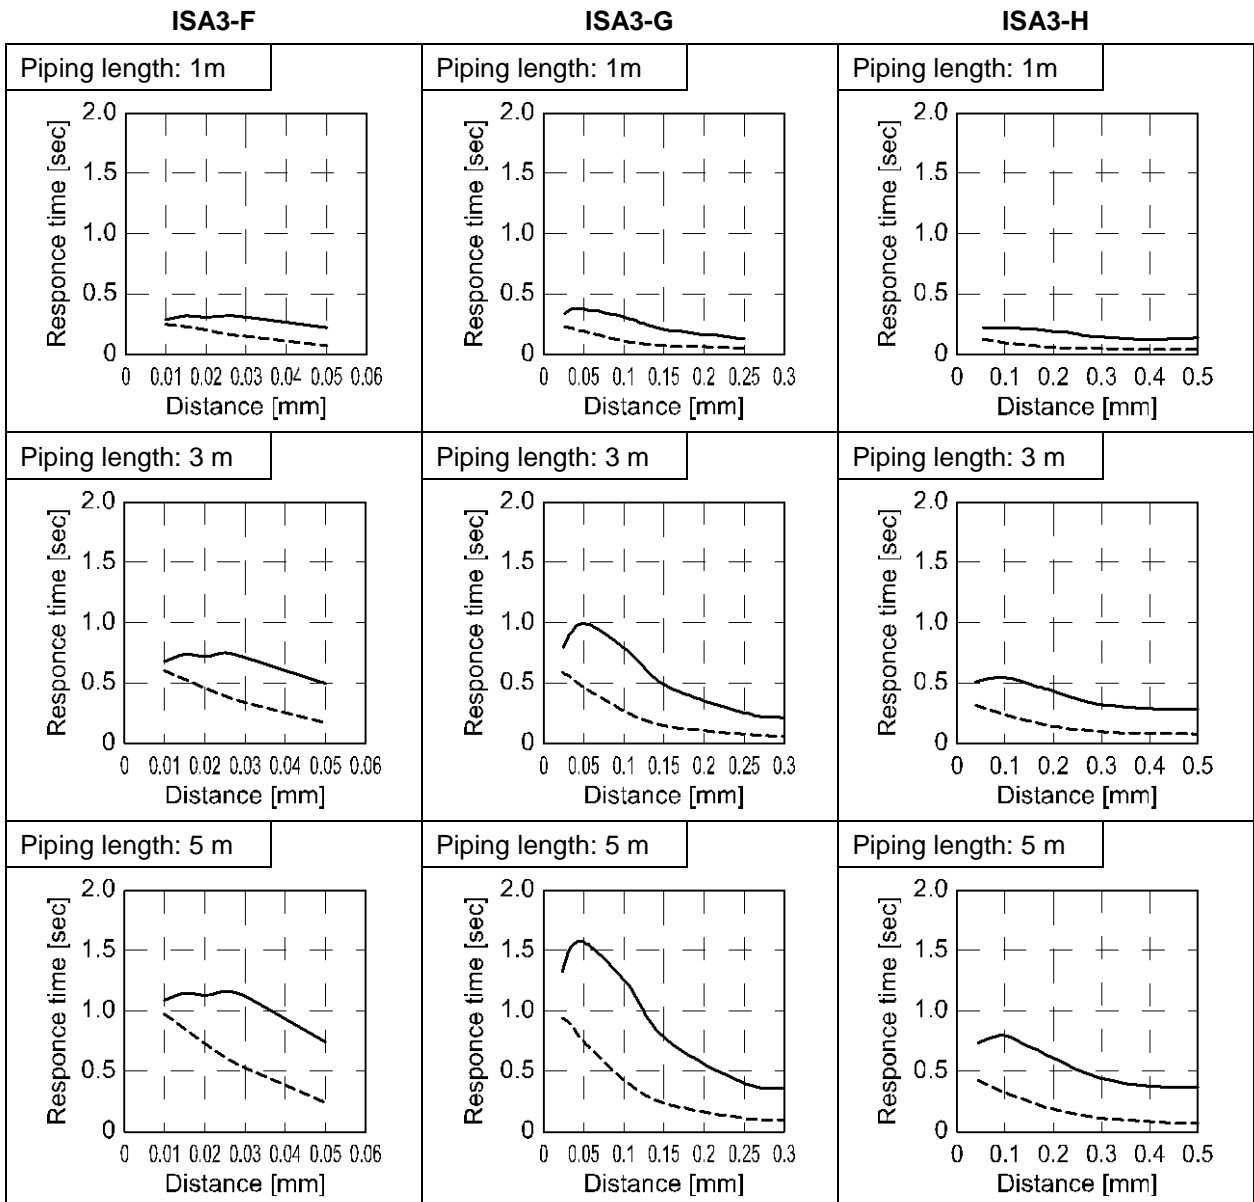 ISA3-F ISA3-G ISA3-H
Piping length: 1m
2.0
1.5
1.0
0.5
0
Responce time [sec]
0 0.01 0.02 0.03 0.04 0.05 0.06
Distance [mm]
Piping length: 1m
2.0
1.5
1.0
0.5
0
Responce time [sec]
0 0.05 0.1 0.15 0.2 0.25 0.3
Distance [mm]
Piping length: 1m
2.0
1.5
1.0
0.5
0
Responce time [sec]
0 0.1 0.2 0.3 0.4 0.5
Distance [mm]
Piping length: 3 m
2.0
1.5
1.0
0.5
0
Responce time [sec]
0 0.01 0.02 0.03 0.04 0.05 0.06
Distance [mm]
Piping length: 3 m
2.0
1.5
1.0
0.5
0
Responce time [sec]
0 0.05 0.1 0.15 0.2 0.25 0.3
Distance [mm]
Piping length: 3 m
2.0
1.5
1.0
0.5
0
Responce time [sec]
0 0.1 0.2 0.3 0.4 0.5
Distance [mm]
Piping length: 5 m
2.0
1.5
1.0
0.5
0
Responce time [sec]
0 0.01 0.02 0.03 0.04 0.05 0.06
Distance [mm]
Piping length: 5 m
2.0
1.5
1.0
0.5
0
Responce time [sec]
0 0.05 0.1 0.15 0.2 0.25 0.3
Distance [mm]
Piping length: 5 m
2.0
1.5
1.0
0.5
0
Responce time [sec]
0 0.1 0.2 0.3 0.4 0.5
Distance [mm]